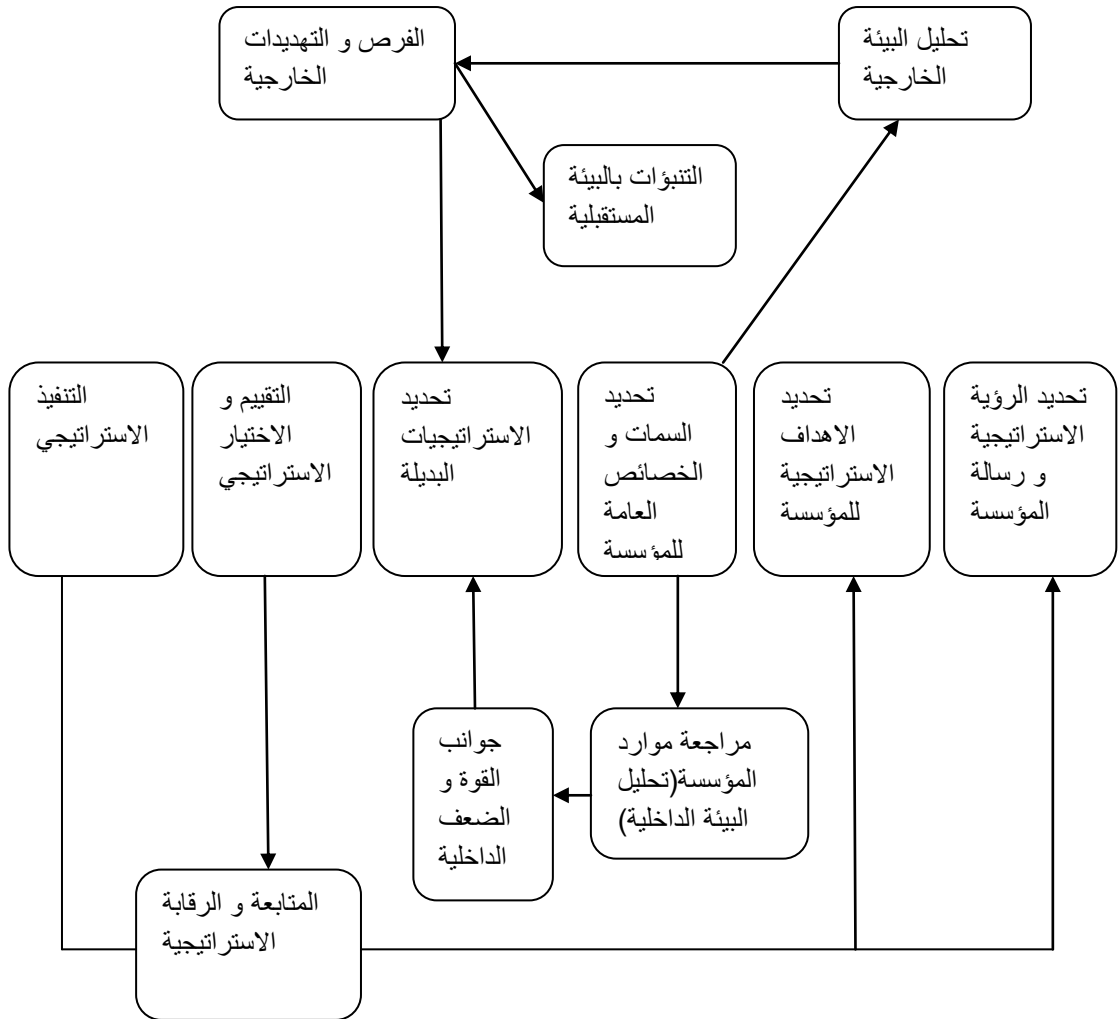 تحليل البيئة
الخارجية
الفرص و التهديدات
الخارجية
التنبؤات بالبيئة
المستقبلية
تحديد الرؤية
الاستراتيجية
و رسالة
المؤسسة
تحديد
الاهداف
الاستراتيجية
للمؤسسة
تحديد
السمات و
الخصائص
العامة
للمؤسسة
تحديد
الاستراتيجيات
البديلة
التقييم و
الاختيار
الاستراتيجي
التنفيذ
الاستراتيجي
مراجعة موارد
المؤسسة(تحليل
البيئة الداخلية)
جوانب
القوة و
الضعف
الداخلية
المتابعة و الرقابة
الاستراتيجية